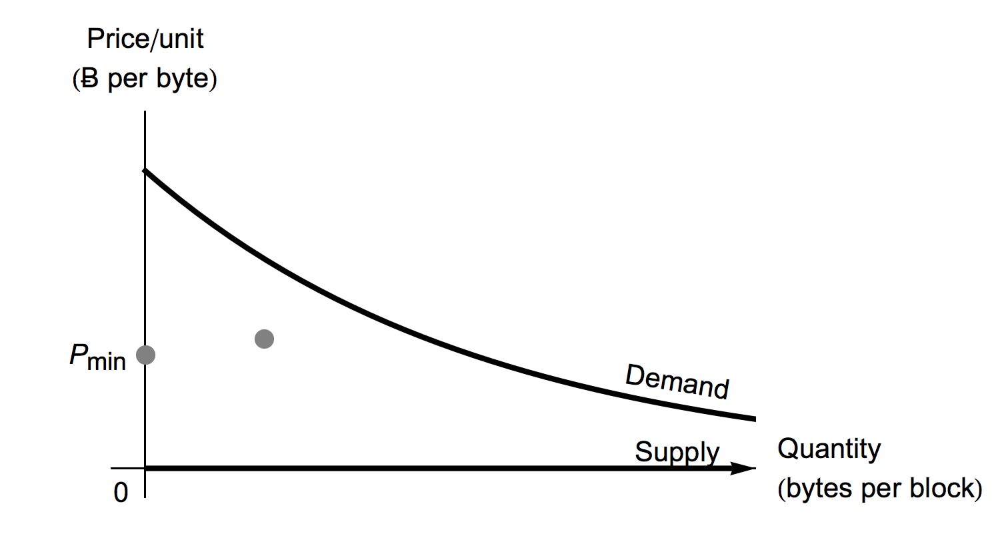 Price/unit
(Ƀ per byte)
Pmin
Demand
Supply
Quantity
(bytes per block)
0